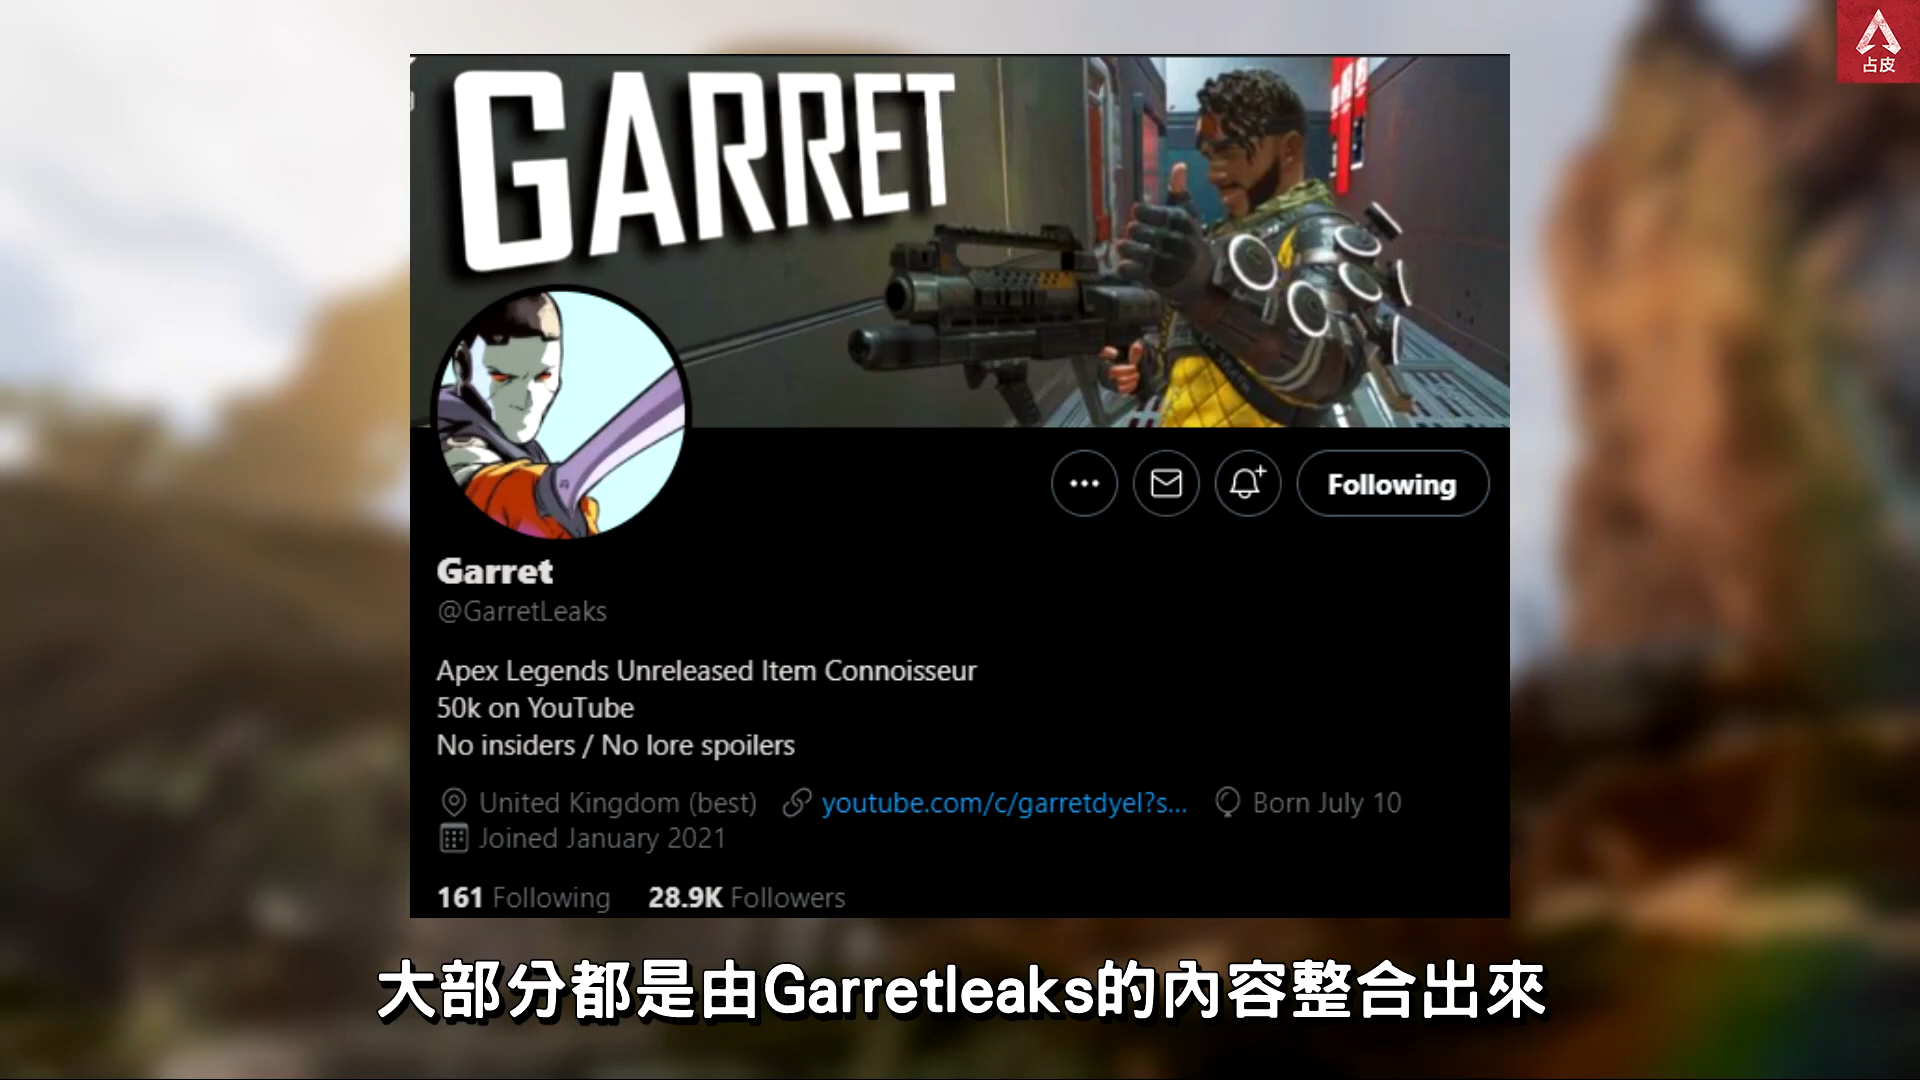 占皮
GARRET
Following
Garret
@GarretLeaks
Apex Legends Unreleased Item Connoisseur
50k on YouTube
No insiders / No lore spoilers
United Kingdom (best) youtube.com/c/garretdyel?s... Born July 10
Joined January 2021
161 Following 28.9K Followers
大部分都是由Garretleaks的內容整合出來